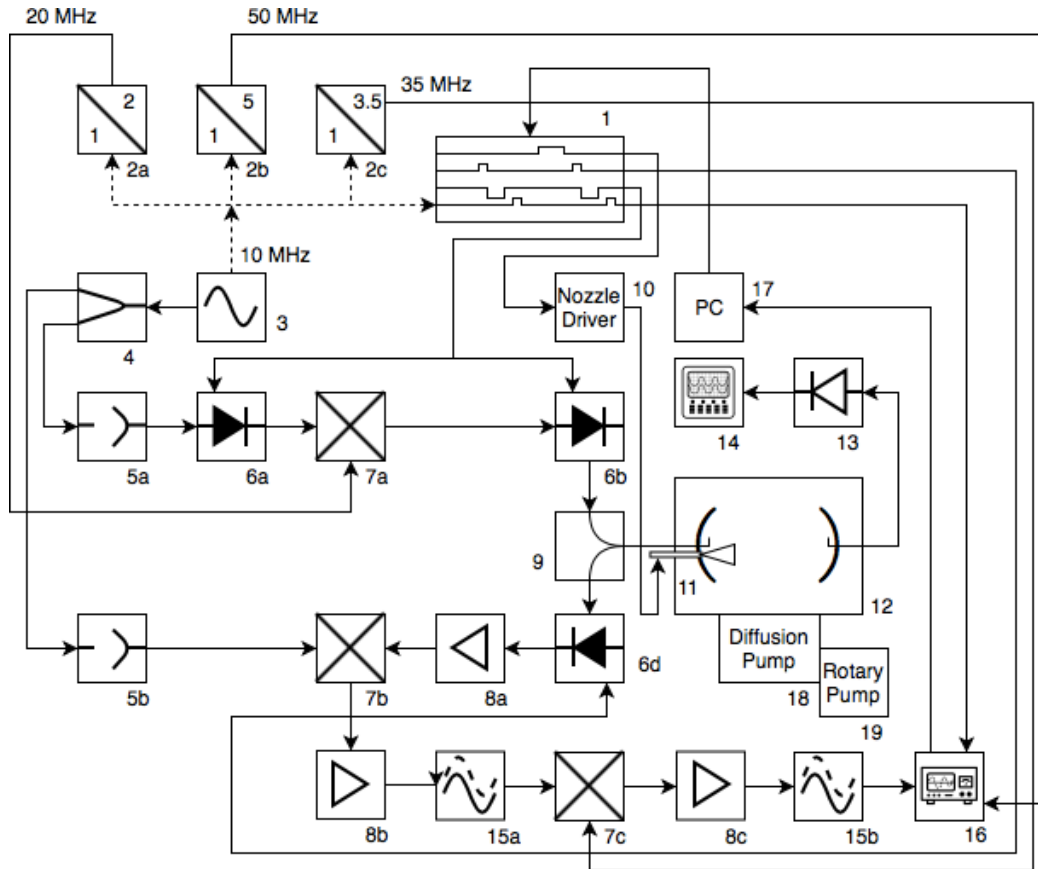 20 MHz
50 MHz
2
1
5
1
3.5
1
35 MHz
1
2a
2b
2c
10 MHz
4
3
Nozzle
Driver
10
PC
17
5a
6a
7a
6b
14
13
9
11
12
5b
7b
8a
6d
Diffusion
Pump
18
Rotary
Pump
19
8b
15a
7c
8c
15b
16